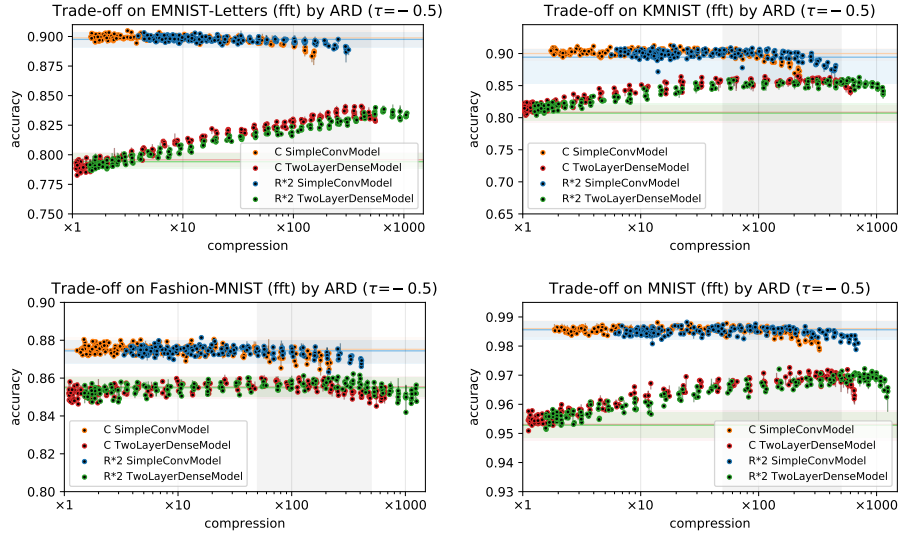 Trade-off on EMNIST-Letters (fft) by ARD (τ=− 0.5)
accuracy
0.900
0.875
0.850
0.825
0.800
0.775
0.750
C SimpleConvModel
C TwoLayerDenseModel
R*2 SimpleConvModel
R*2 TwoLayerDenseModel
×1 ×10 ×100 ×1000
compression
Trade-off on KMNIST (fft) by ARD (τ=− 0.5)
accuracy
0.90
0.85
0.80
0.75
0.70
0.65
C SimpleConvModel
C TwoLayerDenseModel
R*2 SimpleConvModel
R*2 TwoLayerDenseModel
×1 ×10 ×100 ×1000
compression
Trade-off on Fashion-MNIST (fft) by ARD (τ=− 0.5)
accuracy
0.90
0.88
0.86
0.84
0.82
0.80
C SimpleConvModel
C TwoLayerDenseModel
R*2 SimpleConvModel
R*2 TwoLayerDenseModel
×1 ×10 ×100 ×1000
compression
Trade-off on MNIST (fft) by ARD (τ=− 0.5)
accuracy
0.99
0.98
0.97
0.96
0.95
0.94
0.93
C SimpleConvModel
C TwoLayerDenseModel
R*2 SimpleConvModel
R*2 TwoLayerDenseModel
×1 ×10 ×100 ×1000
compression